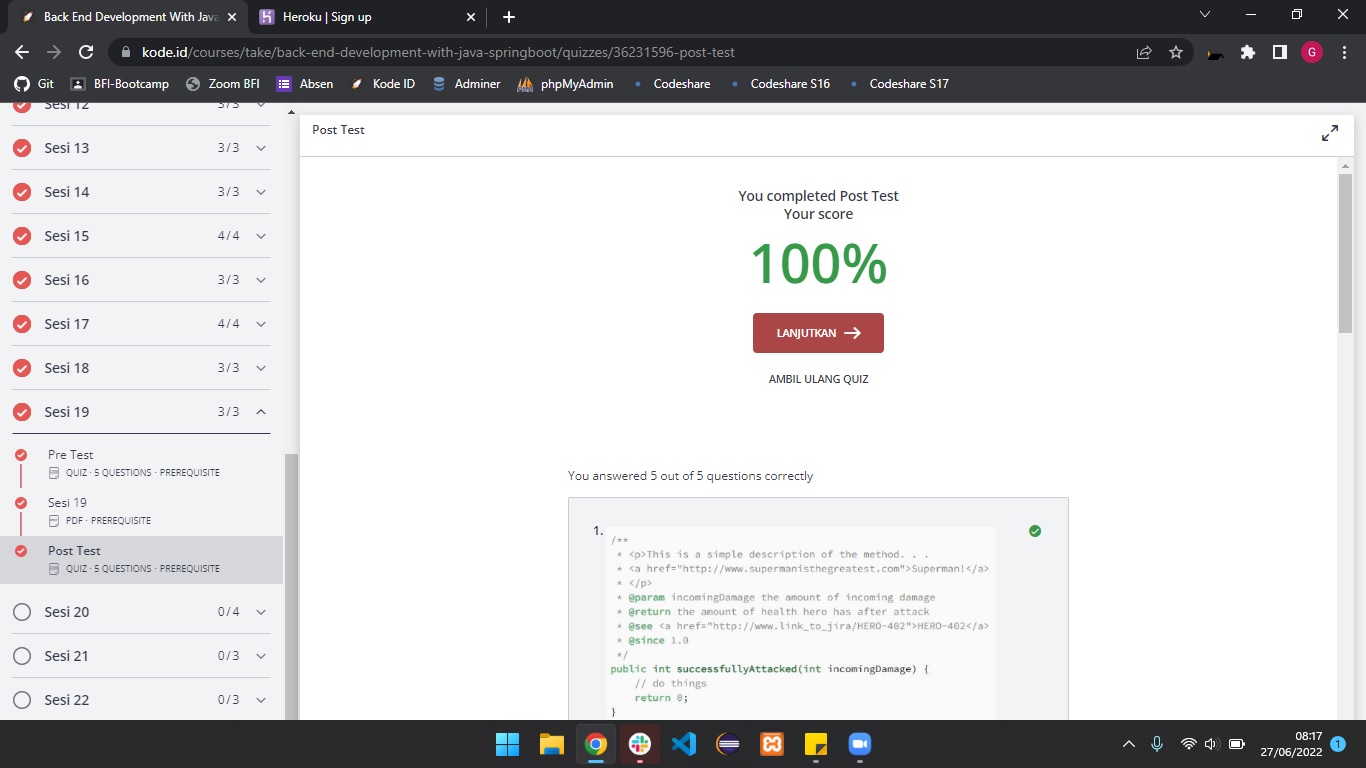 Back End Development With Java
Heroku | Sign up
kode.id/courses/take/back-end-development-with-java-springboot/quizzes/36231596-post-test
G
Git
BFI-Bootcamp
Zoom BFI
Absen
Kode ID
Adminer
phpMyAdmin
Codeshare
Codeshare S16
Codeshare S17
Sesi 12 3/3
Sesi 13 3/3
Sesi 14 3/3
Sesi 15 4/4
Sesi 16 3/3
Sesi 17 4/4
Sesi 18 3/3
Sesi 19 3/3
Pre Test
QUIZ · 5 QUESTIONS · PREREQUISITE
Sesi 19
PDF · PREREQUISITE
Post Test
QUIZ · 5 QUESTIONS · PREREQUISITE
Sesi 20 0/4
Sesi 21 0/3
Sesi 22 0/3
Post Test
You completed Post Test
Your score
100%
LANJUTKAN
AMBIL ULANG QUIZ
You answered 5 out of 5 questions correctly
1.
/**
* <p>This is a simple description of the method. . .
* <a href="http://www.supermanisthegreatest.com">Superman!</a>
* </p>
* @param incomingDamage the amount of incoming damage
* @return the amount of health hero has after attack
* @see <a href="http://www.link_to_jira/HERO-402">HERO-402</a>
* @since 1.0
*/
public int successfullyAttacked(int incomingDamage) {
// do things
return 0;
}
08:17
27/06/2022
1